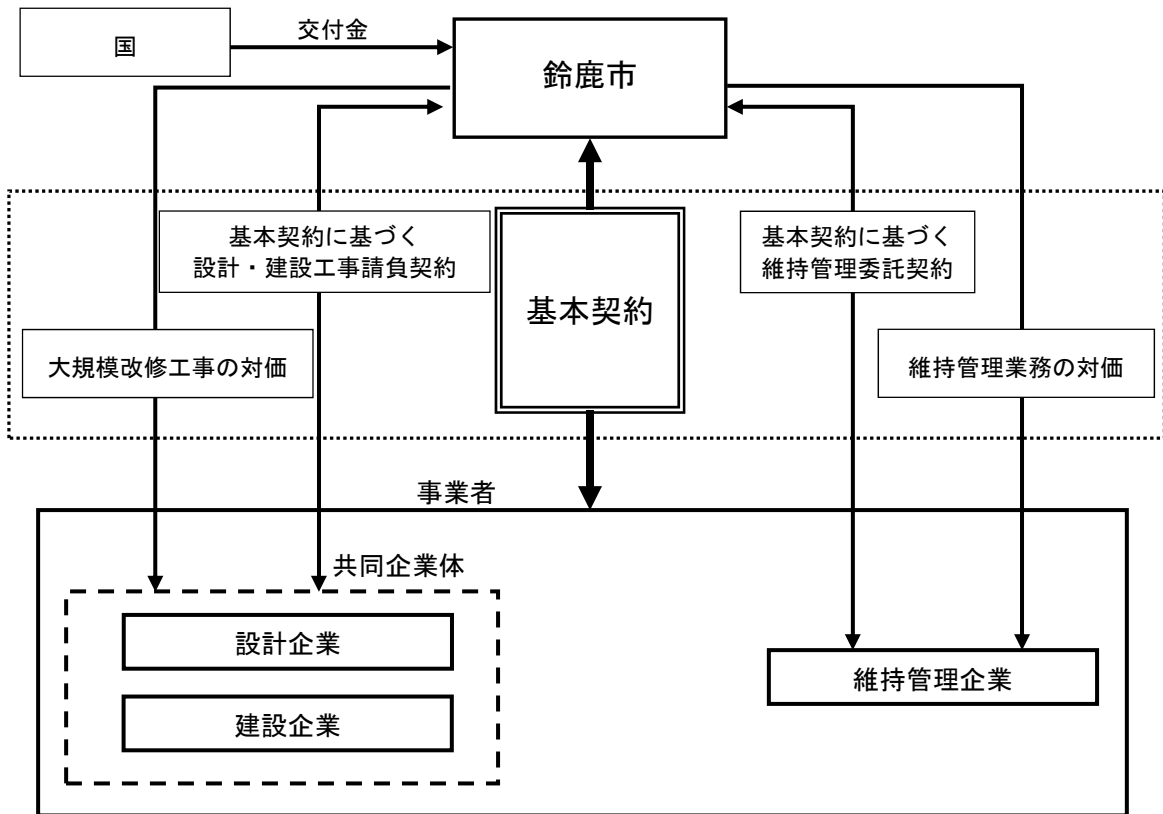 国
交付金
鈴鹿市
基本契約に基づく
設計・建設工事請負契約
基本契約に基づく
維持管理委託契約
基本契約
大規模改修工事の対価
維持管理業務の対価
事業者
共同企業体
設計企業
建設企業
維持管理企業